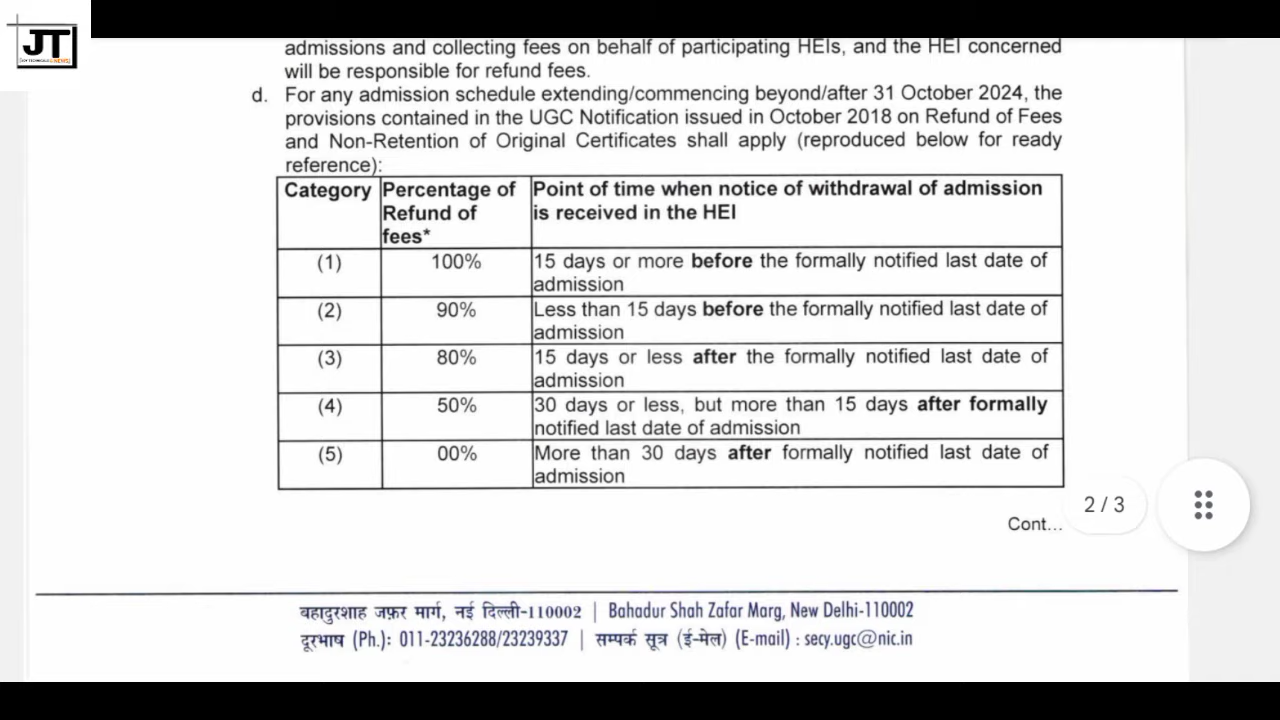 JT
admissions and collecting fees on behalf of participating HEIs, and the HEI concerned
will be responsible for refund fees.
d. For any admission schedule extending/commencing beyond/after 31 October 2024, the
provisions contained in the UGC Notification issued in October 2018 on Refund of Fees
and Non-Retention of Original Certificates shall apply (reproduced below for ready
reference):
Category
Percentage of
Refund of
fees*
Point of time when notice of withdrawal of admission
is received in the HEI
(1)
100%
15 days or more before the formally notified last date of
admission
(2)
90%
Less than 15 days before the formally notified last date of
admission
(3)
80%
15 days or less after the formally notified last date of
admission
(4)
50%
30 days or less, but more than 15 days after formally
notified last date of admission
(5)
00%
More than 30 days after formally notified last date of
admission
2 / 3
Cont...
बहादुरशाह जफ़र मार्ग, नई दिल्ली-110002 | Bahadur Shah Zafar Marg, New Delhi-110002
दूरभाष (Ph.): 011-23236288/23239337 | सम्पर्क सूत्र (ई-मेल) (E-mail) : secy.ugc@nic.in